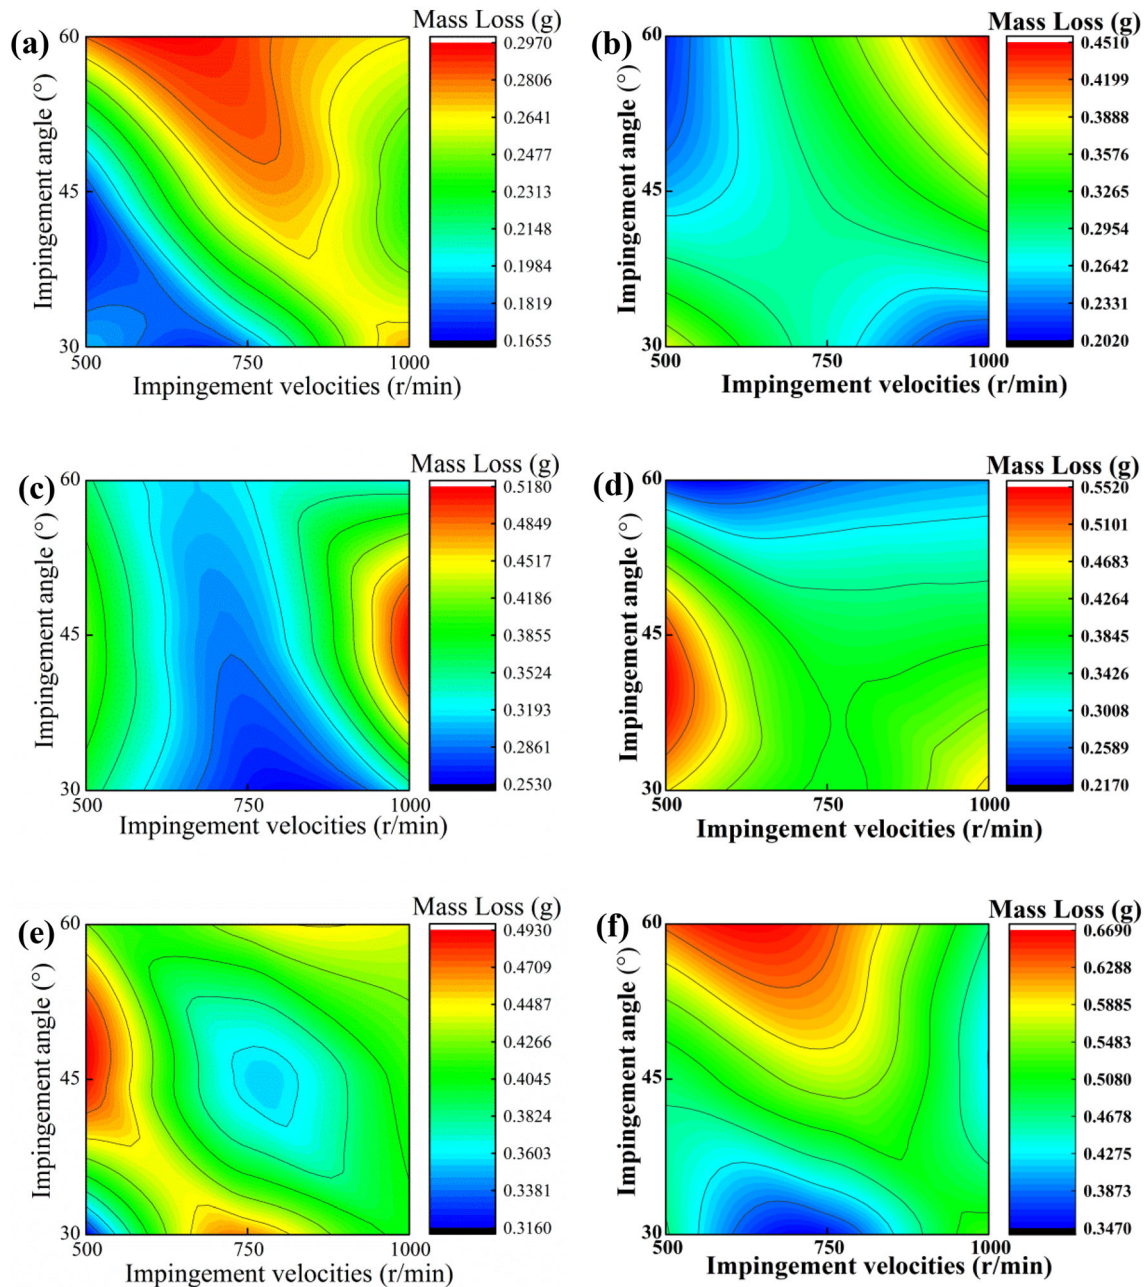 (a)
Mass Loss (g)
60
45
30
Impingement angle (°)
500 750 1000
Impingement velocities (r/min)
0.2970
0.2806
0.2641
0.2477
0.2313
0.2148
0.1984
0.1819
0.1655
(b)
Mass Loss (g)
60
45
30
Impingement angle (°)
500 750 1000
Impingement velocities (r/min)
0.4510
0.4199
0.3888
0.3576
0.3265
0.2954
0.2642
0.2331
0.2020
(c)
Mass Loss (g)
60
45
30
Impingement angle (°)
500 750 1000
Impingement velocities (r/min)
0.5180
0.4849
0.4517
0.4186
0.3855
0.3524
0.3193
0.2861
0.2530
(d)
Mass Loss (g)
60
45
30
Impingement angle (°)
500 750 1000
Impingement velocities (r/min)
0.5520
0.5101
0.4683
0.4264
0.3845
0.3426
0.3008
0.2589
0.2170
(e)
Mass Loss (g)
60
45
30
Impingement angle (°)
500 750 1000
Impingement velocities (r/min)
0.4930
0.4709
0.4487
0.4266
0.4045
0.3824
0.3603
0.3381
0.3160
(f)
Mass Loss (g)
60
45
30
Impingement angle (°)
500 750 1000
Impingement velocities (r/min)
0.6690
0.6288
0.5885
0.5483
0.5080
0.4678
0.4275
0.3873
0.3470